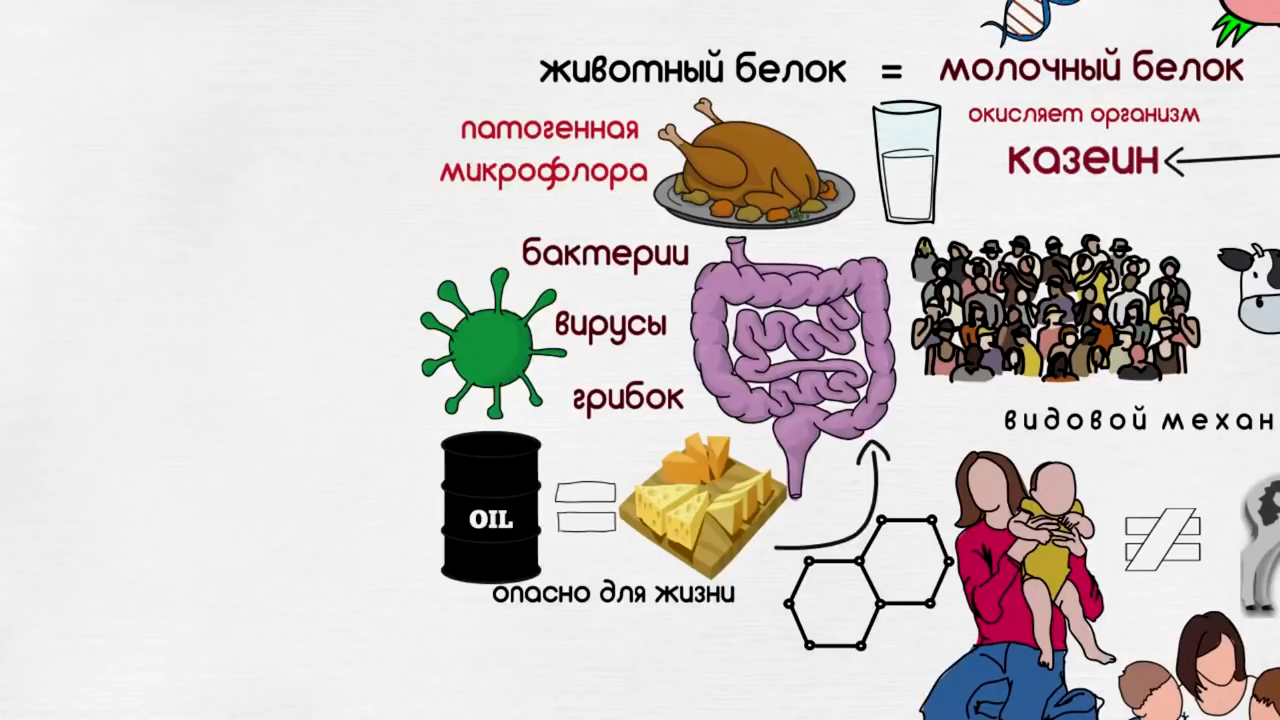 животный белок = молочный белок
патогенная
микрофлора
окисляет организм
казеин
бактерии
вирусы
грибок
видовой механ
OIL
опасно для жизни